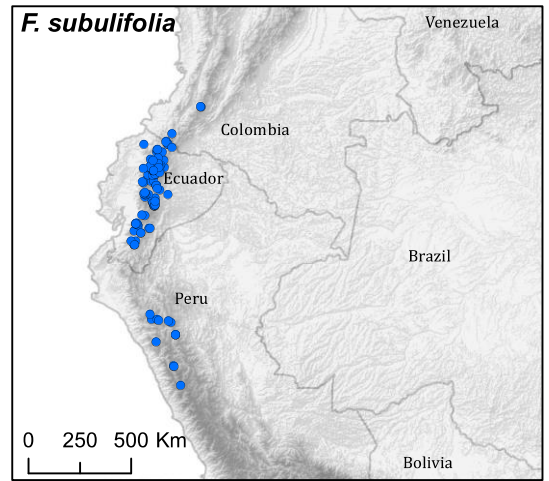 F. subulifolia
Venezuela
Colombia
Ecuador
Brazil
Peru
0 250 500 Km
Bolivia